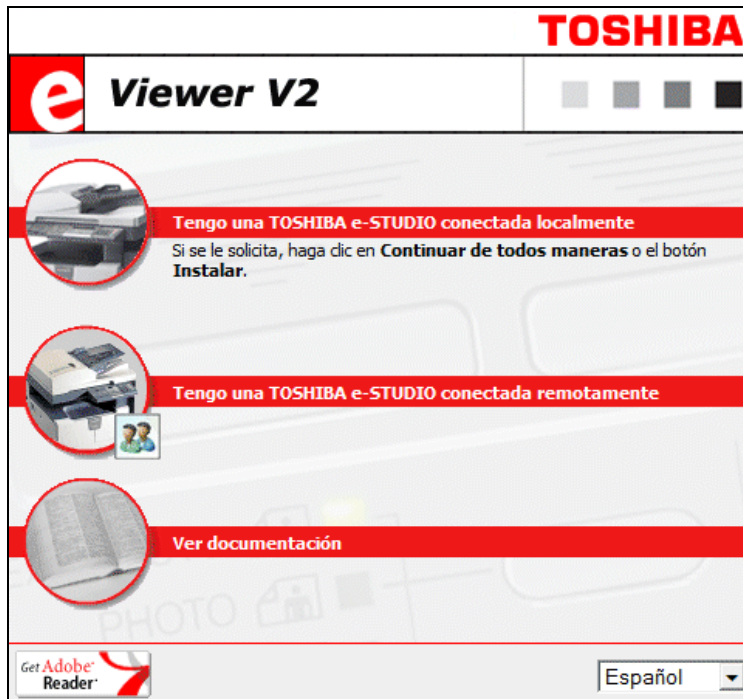 TOSHIBA
e Viewer V2
Tengo una TOSHIBA e-STUDIO conectada localmente
Si se le solicita, haga clic en Continuar de todos maneras o el botón
Instalar.
Tengo una TOSHIBA e-STUDIO conectada remotamente
Ver documentación
PHOTO
Get Adobe
Reader
Español